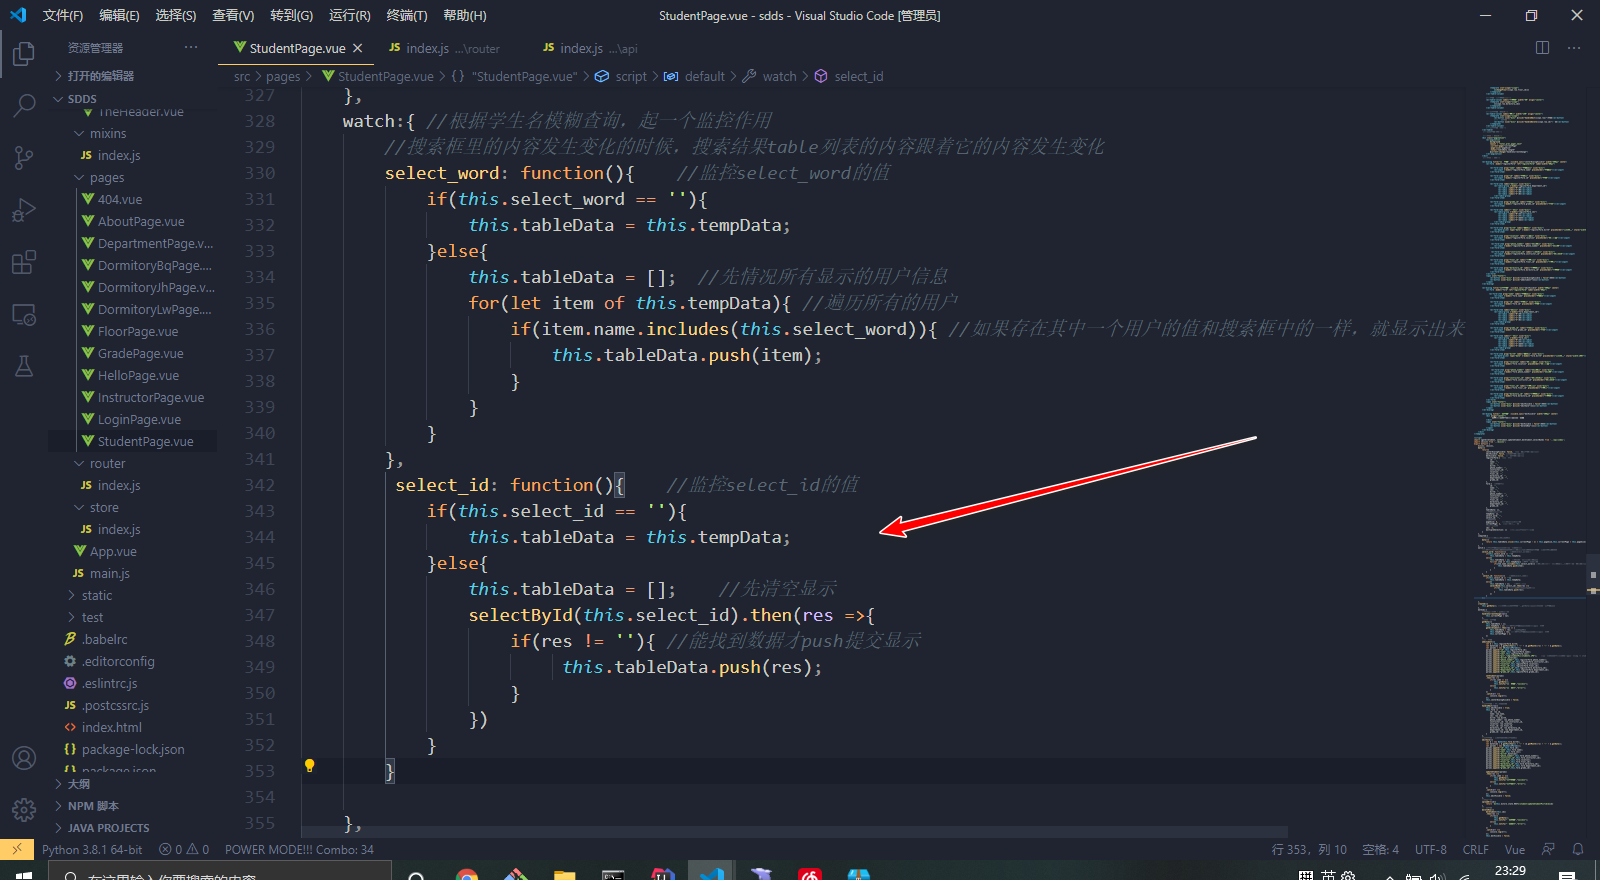 文件(F) 编辑(E) 选择(S) 查看(V) 转到(G) 运行(R) 终端(T) 帮助(H) StudentPage.vue - sdds - Visual Studio Code [管理员]
资源管理器 ··· StudentPage.vue JS index.js ...\router JS index.js ...\api ···
打开的编辑器
SDDS
TheHeader.vue
mixins
JS index.js
pages
404.vue
AboutPage.vue
DepartmentPage.v...
DormitoryBqPage....
DormitoryJhPage.v...
DormitoryLwPage....
FloorPage.vue
GradePage.vue
HelloPage.vue
InstructorPage.vue
LoginPage.vue
StudentPage.vue
router
JS index.js
store
JS index.js
App.vue
JS main.js
static
test
.babelrc
.editorconfig
.eslintrc.js
JS .postcssrc.js
<> index.html
{} package-lock.json
{} package.json
大纲
NPM 脚本
JAVA PROJECTS
src > pages > StudentPage.vue > {} "StudentPage.vue" > script > default > watch > select_id
327 },
328 watch:{ //根据学生名模糊查询，起一个监控作用
329 //搜索框里的内容发生变化的时候，搜索结果table列表的内容跟着它的内容发生变化
330 select_word: function(){ //监控select_word的值
331 if(this.select_word == ''){
332 this.tableData = this.tempData;
333 }else{
334 this.tableData = []; //先情况所有显示的用户信息
335 for(let item of this.tempData){ //遍历所有的用户
336 if(item.name.includes(this.select_word)){ //如果存在其中一个用户的值和搜索框中的一样，就显示出来
337 this.tableData.push(item);
338 }
339 }
340 }
341 },
342 select_id: function(){ //监控select_id的值
343 if(this.select_id == ''){
344 this.tableData = this.tempData;
345 }else{
346 this.tableData = []; //先清空显示
347 selectById(this.select_id).then(res =>{
348 if(res != ''){ //能找到数据才push提交显示
349 this.tableData.push(res);
350 }
351 })
352 }
353 }
354
355 },
Python 3.8.1 64-bit 0 0 POWER MODE!!! Combo: 34 行 353，列 10 空格: 4 UTF-8 CRLF Vue
在这里输入你要搜索的内容 英 23:29